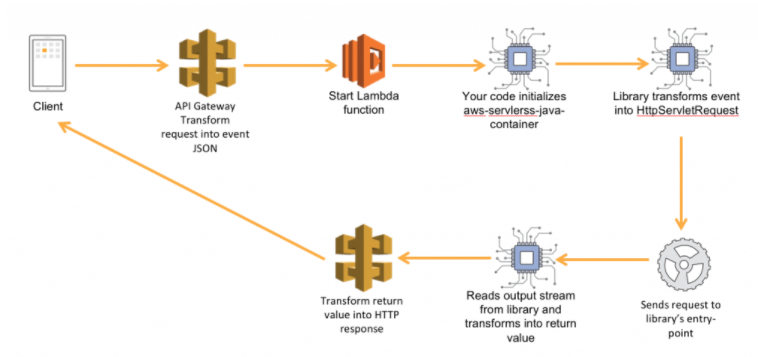 Client
API Gateway
Transform
request into event
JSON
Start Lambda
function
Your code initializes
aws-servlerss-java-
container
Library transforms event
into HttpServletRequest
Transform return
value into HTTP
response
Reads output stream
from library and
transforms into return
value
Sends request to
library's entry-
point